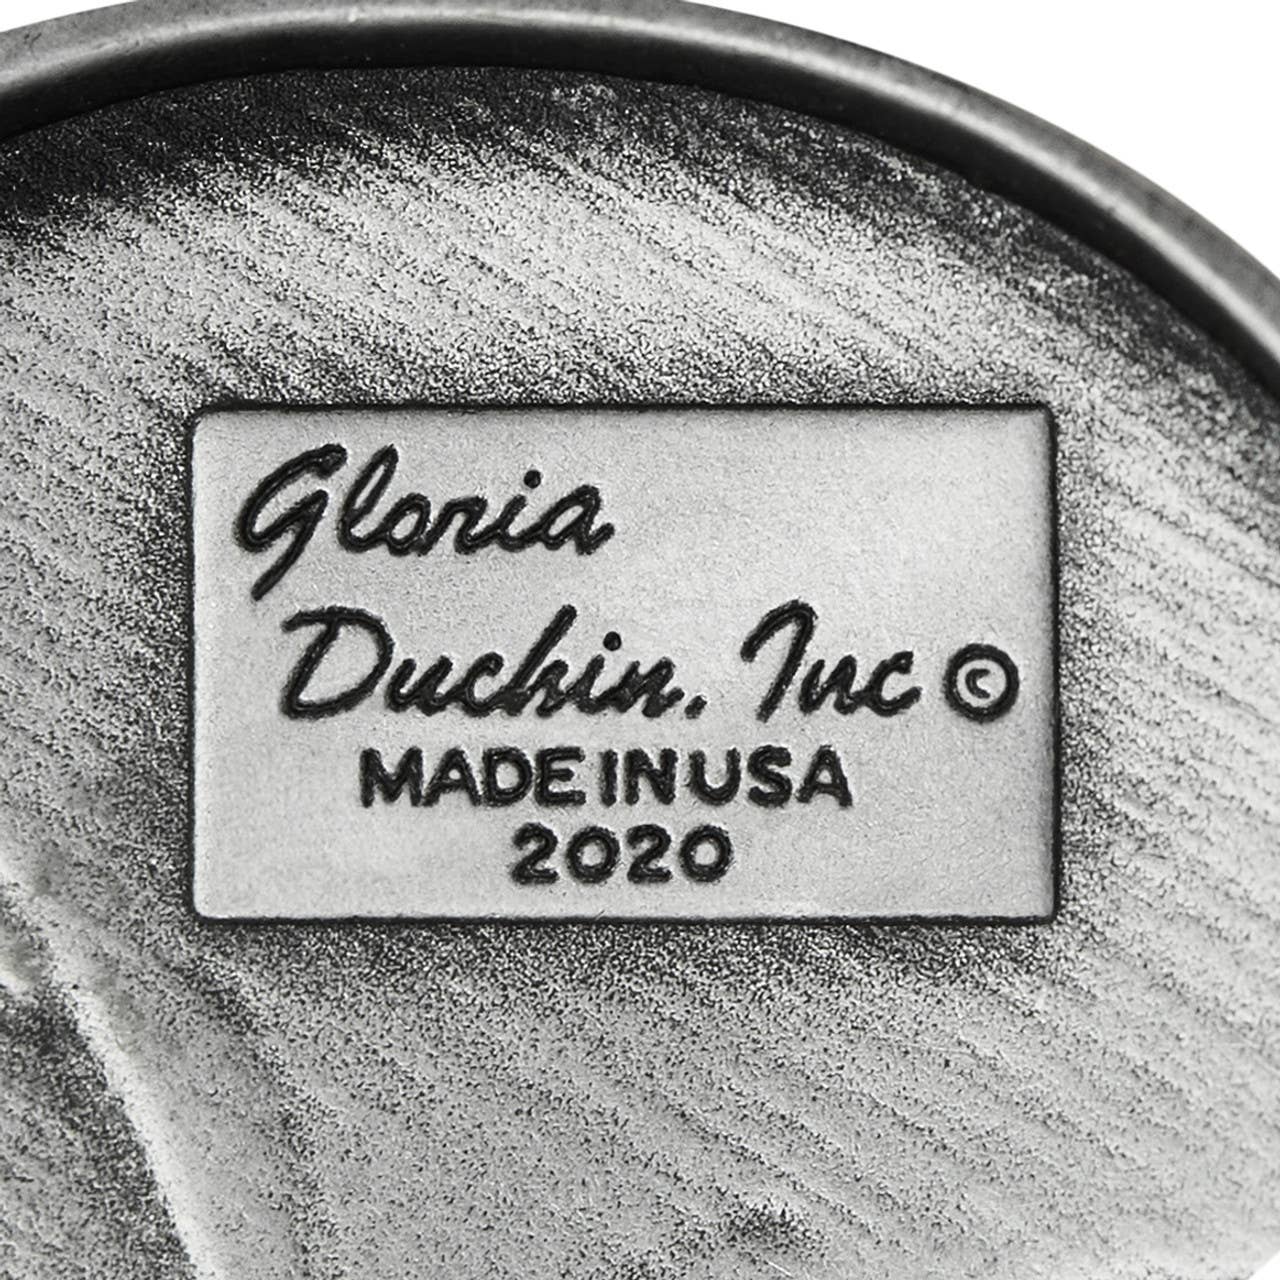 Gloria
Duchin. Inc ©
MADE IN USA
2020